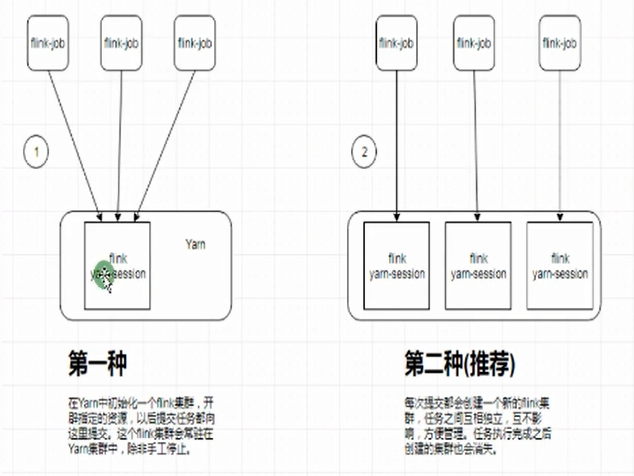 flink-job
flink-job
flink-job
flink-job
flink-job
flink-job
1
2
Yarn
flink
yarn-session
flink
yarn-session
flink
yarn-session
flink
yarn-session
第一种
在Yarn中初始化一个flink集群，开
辟指定的资源，以后提交任务都向
这里提交。这个flink集群会常驻在
Yarn集群中，除非手工停止。
第二种(推荐)
每次提交都会创建一个新的flink集
群，任务之间互相独立，互不影
响，方便管理。任务执行完成之后
创建的集群也会消失。